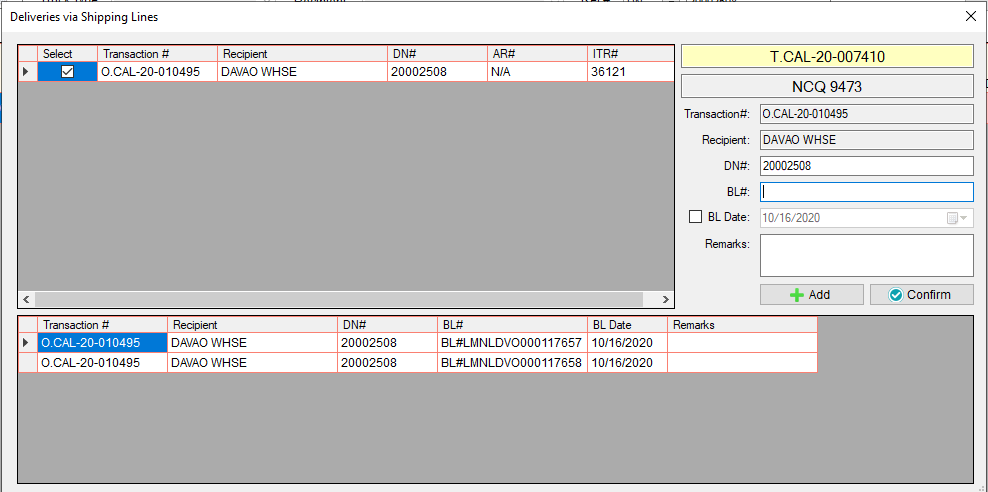 Deliveries via Shipping Lines
Select Transaction # Recipient DN# AR# ITR#
O.CAL-20-010495 DAVAO WHSE 20002508 N/A 36121
T.CAL-20-007410
NCQ 9473
Transaction#: O.CAL-20-010495
Recipient: DAVAO WHSE
DN#: 20002508
BL#:
BL Date: 10/16/2020
Remarks:
Add Confirm
Transaction # Recipient DN# BL# BL Date Remarks
O.CAL-20-010495 DAVAO WHSE 20002508 BL#LMNLDVO000117657 10/16/2020
O.CAL-20-010495 DAVAO WHSE 20002508 BL#LMNLDVO000117658 10/16/2020